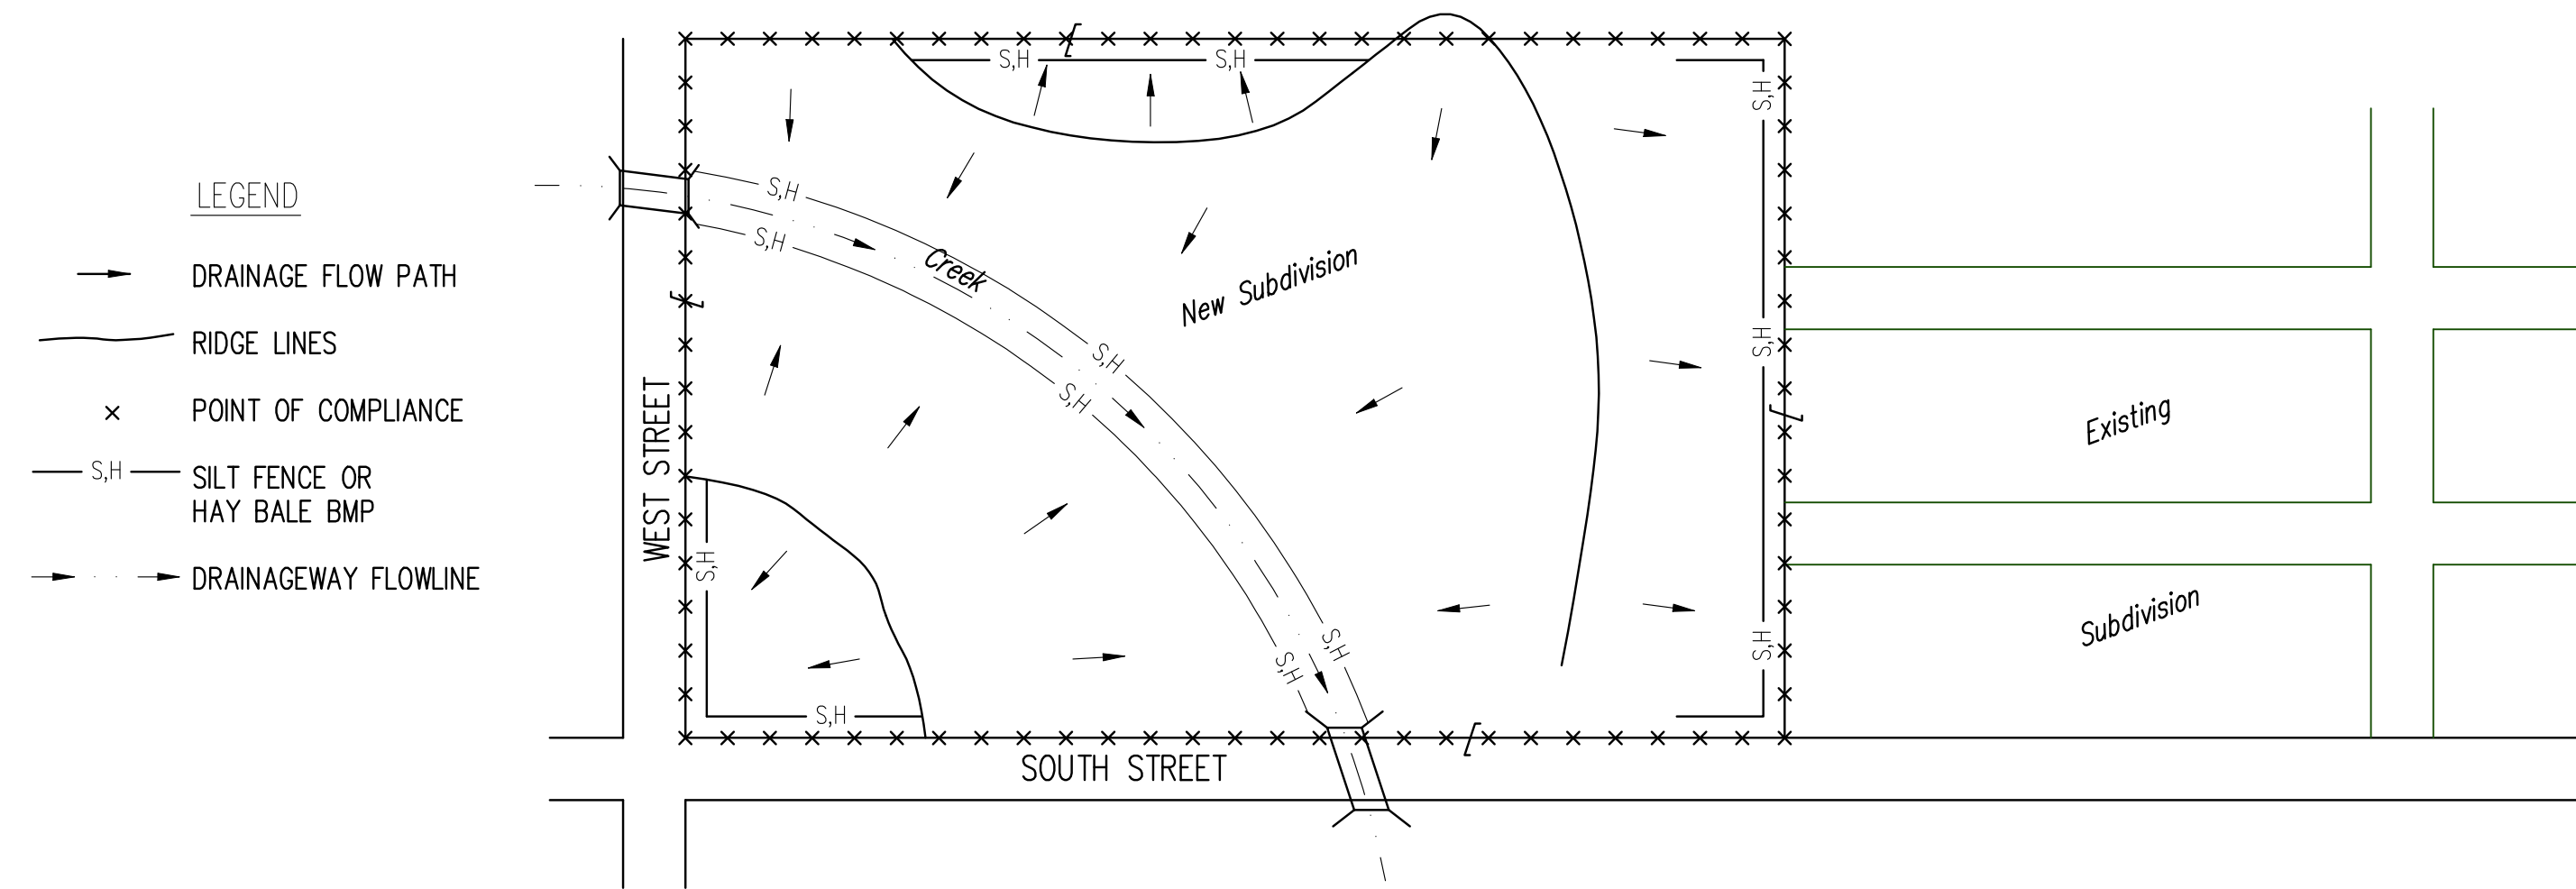 LEGEND
DRAINAGE FLOW PATH
RIDGE LINES
POINT OF COMPLIANCE
S,H
SILT FENCE OR
HAY BALE BMP
DRAINAGEWAY FLOWLINE
S,H
S,H
S,H
S,H
S,H
Creek
New Subdivision
S,H
S,H
S,H
WEST STREET
Existing
S,H
Subdivision
S,H
S,H
S,H
S,H
SOUTH STREET